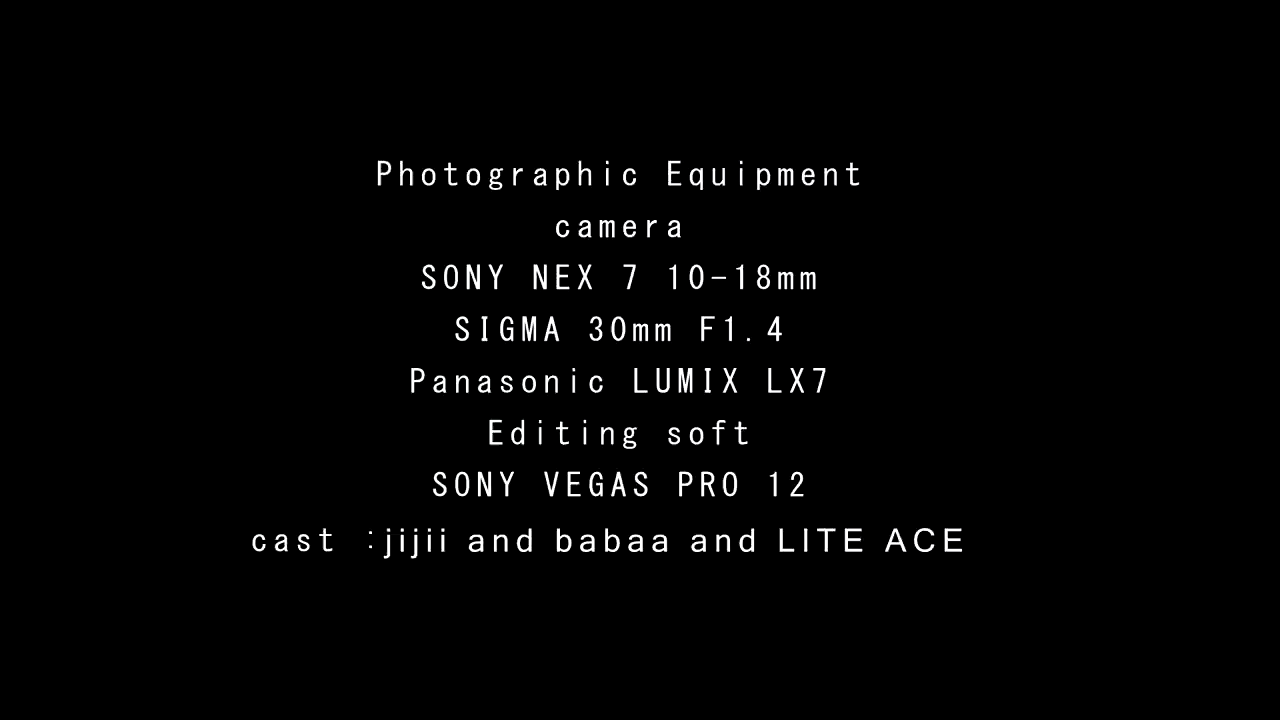 Photographic Equipment
camera
SONY NEX 7 10-18mm
SIGMA 30mm F1.4
Panasonic LUMIX LX7
Editing soft
SONY VEGAS PRO 12
cast :jijii and babaa and LITE ACE